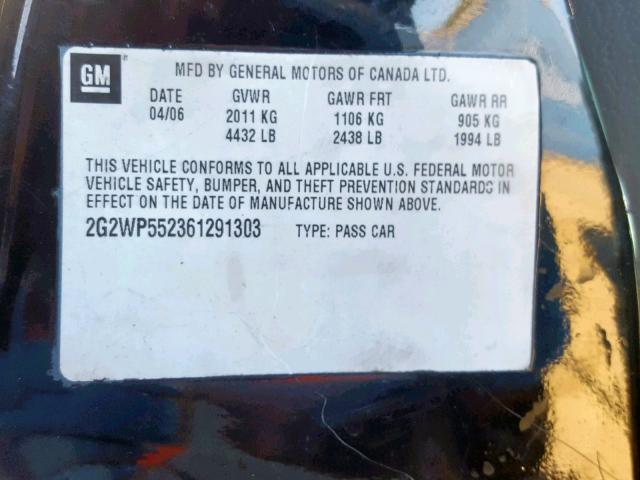 GM
MFD BY GENERAL MOTORS OF CANADA LTD.
DATE GVWR GAWR FRT GAWR RR
04/06 2011 KG 1106 KG 905 KG
4432 LB 2438 LB 1994 LB
THIS VEHICLE CONFORMS TO ALL APPLICABLE U.S. FEDERAL MOTOR
VEHICLE SAFETY, BUMPER, AND THEFT PREVENTION STANDARDS IN
EFFECT ON THE DATE OF MANUFACTURE SHOWN ABOVE.
2G2WP552361291303 TYPE: PASS CAR